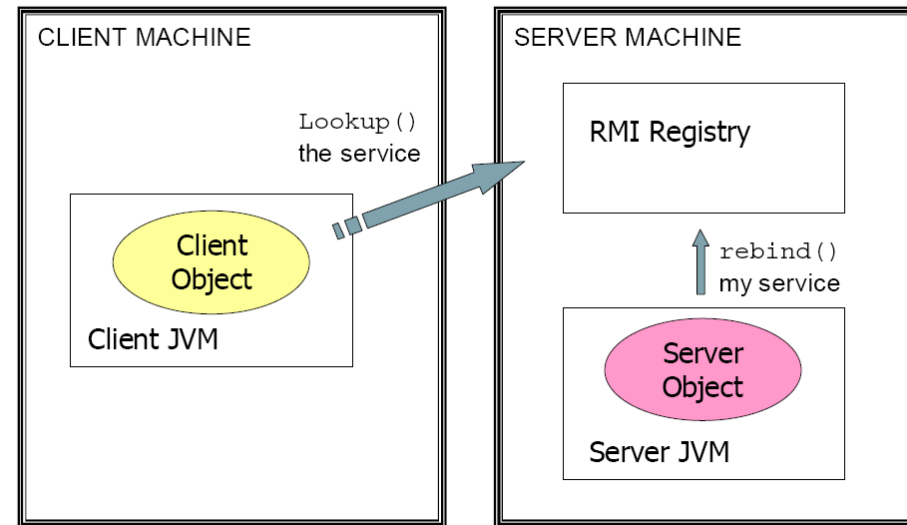 CLIENT MACHINE
Lookup()
the service
Client
Object
Client JVM
SERVER MACHINE
RMI Registry
rebind()
my service
Server
Object
Server JVM